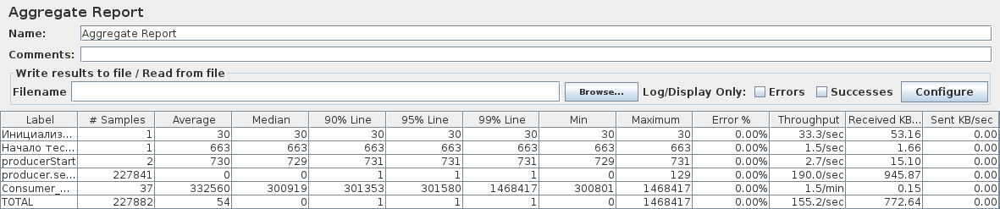 Aggregate Report
Name: Aggregate Report
Comments:
Write results to file / Read from file
Filename Browse... Log/Display Only: Errors Successes Configure
Label # Samples Average Median 90% Line 95% Line 99% Line Min Maximum Error % Throughput Received KB... Sent KB/sec
Инициализ... 1 30 30 30 30 30 30 30 0.00% 33.3/sec 53.16 0.00
Начало тес... 1 663 663 663 663 663 663 663 0.00% 1.5/sec 1.66 0.00
producerStart 2 730 729 731 731 731 729 731 0.00% 2.7/sec 15.10 0.00
producer.se... 227841 0 0 1 1 1 0 129 0.00% 190.0/sec 945.87 0.00
Consumer_... 37 332560 300919 301353 301580 1468417 300801 1468417 0.00% 1.5/min 0.15 0.00
TOTAL 227882 54 0 1 1 1 0 1468417 0.00% 155.2/sec 772.64 0.00